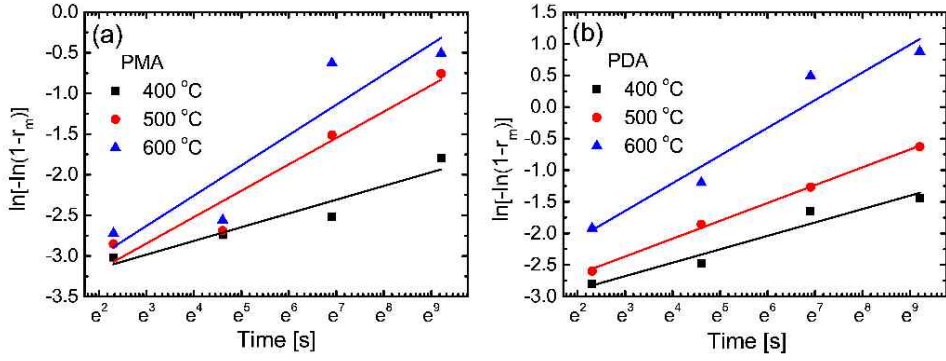 (a)
PMA
400 °C
500 °C
600 °C
-0.5
-1.0
-1.5
-2.0
-2.5
-3.0
-3.5
ln[-ln(1-rₘ)]
e² e³ e⁴ e⁵ e⁶ e⁷ e⁸ e⁹
Time [s]
(b)
PDA
400 °C
500 °C
600 °C
1.5
1.0
0.5
0.0
-0.5
-1.0
-1.5
-2.0
-2.5
-3.0
ln[-ln(1-rₘ)]
e² e³ e⁴ e⁵ e⁶ e⁷ e⁸ e⁹
Time [s]